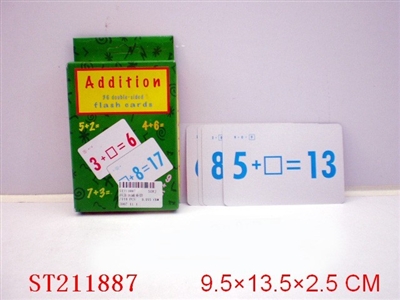 Addition
flash cards
5+2=
4+6=
3+□=6
+8=17
7+3=
8
5+□=13
ST211887
9.5×13.5×2.5 CM